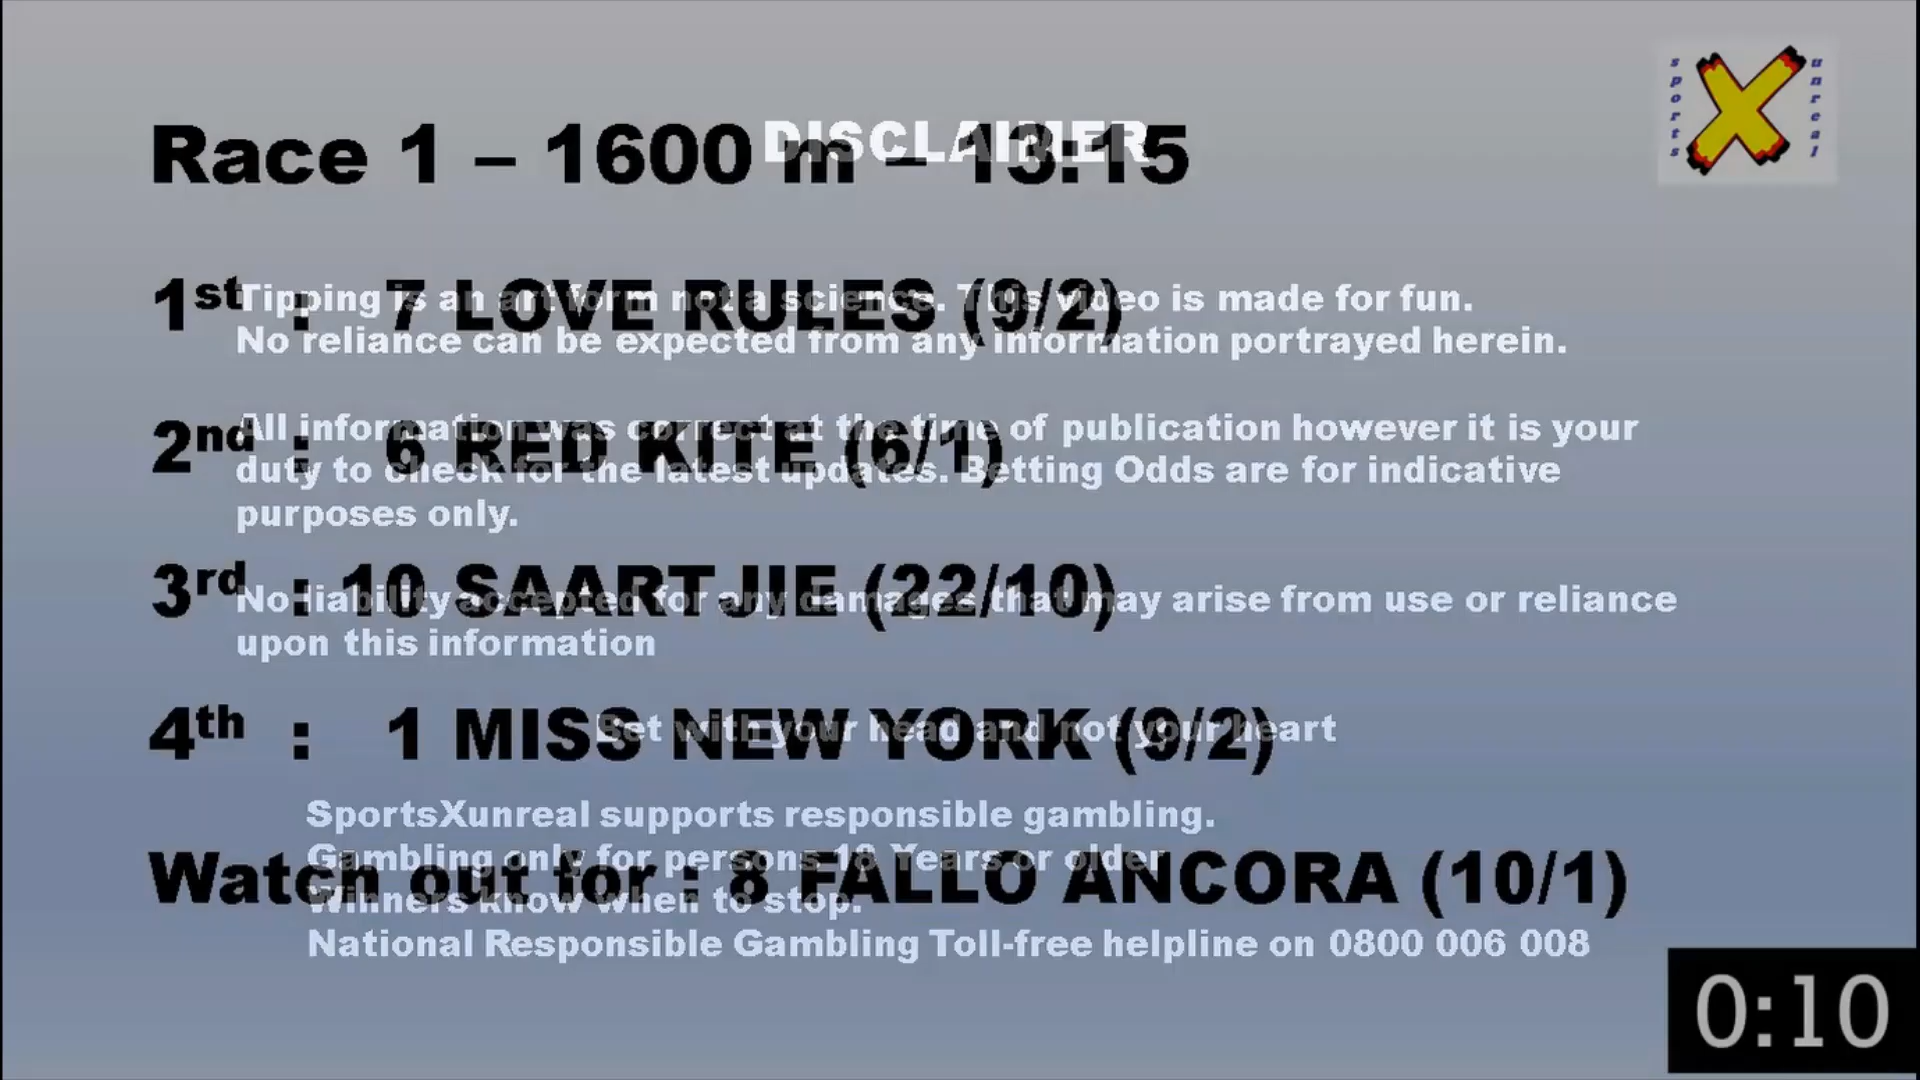 sports X unreal
DISCLAIMER
Race 1 – 1600 m – 13:15
1st : 7 LOVE RULES (9/2)
Tipping is an art form not a science. This video is made for fun.
No reliance can be expected from any information portrayed herein.
2nd : 6 RED KITE (6/1)
All information was correct at the time of publication however it is your
duty to check for the latest updates. Betting Odds are for indicative
purposes only.
3rd : 10 SAARTJIE (22/10)
No liability accepted for any damages that may arise from use or reliance
upon this information
4th : 1 MISS NEW YORK (9/2)
Bet with your head and not your heart
SportsXunreal supports responsible gambling.
Gambling only for persons 18 Years or older
Watch out for : 8 FALLO ANCORA (10/1)
Winners know when to stop.
National Responsible Gambling Toll-free helpline on 0800 006 008
0:10